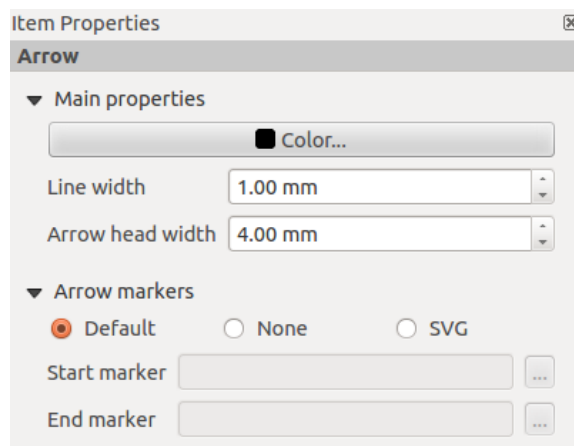 Item Properties
Arrow
Main properties
Color...
Line width 1.00 mm
Arrow head width 4.00 mm
Arrow markers
Default None SVG
Start marker ...
End marker ...